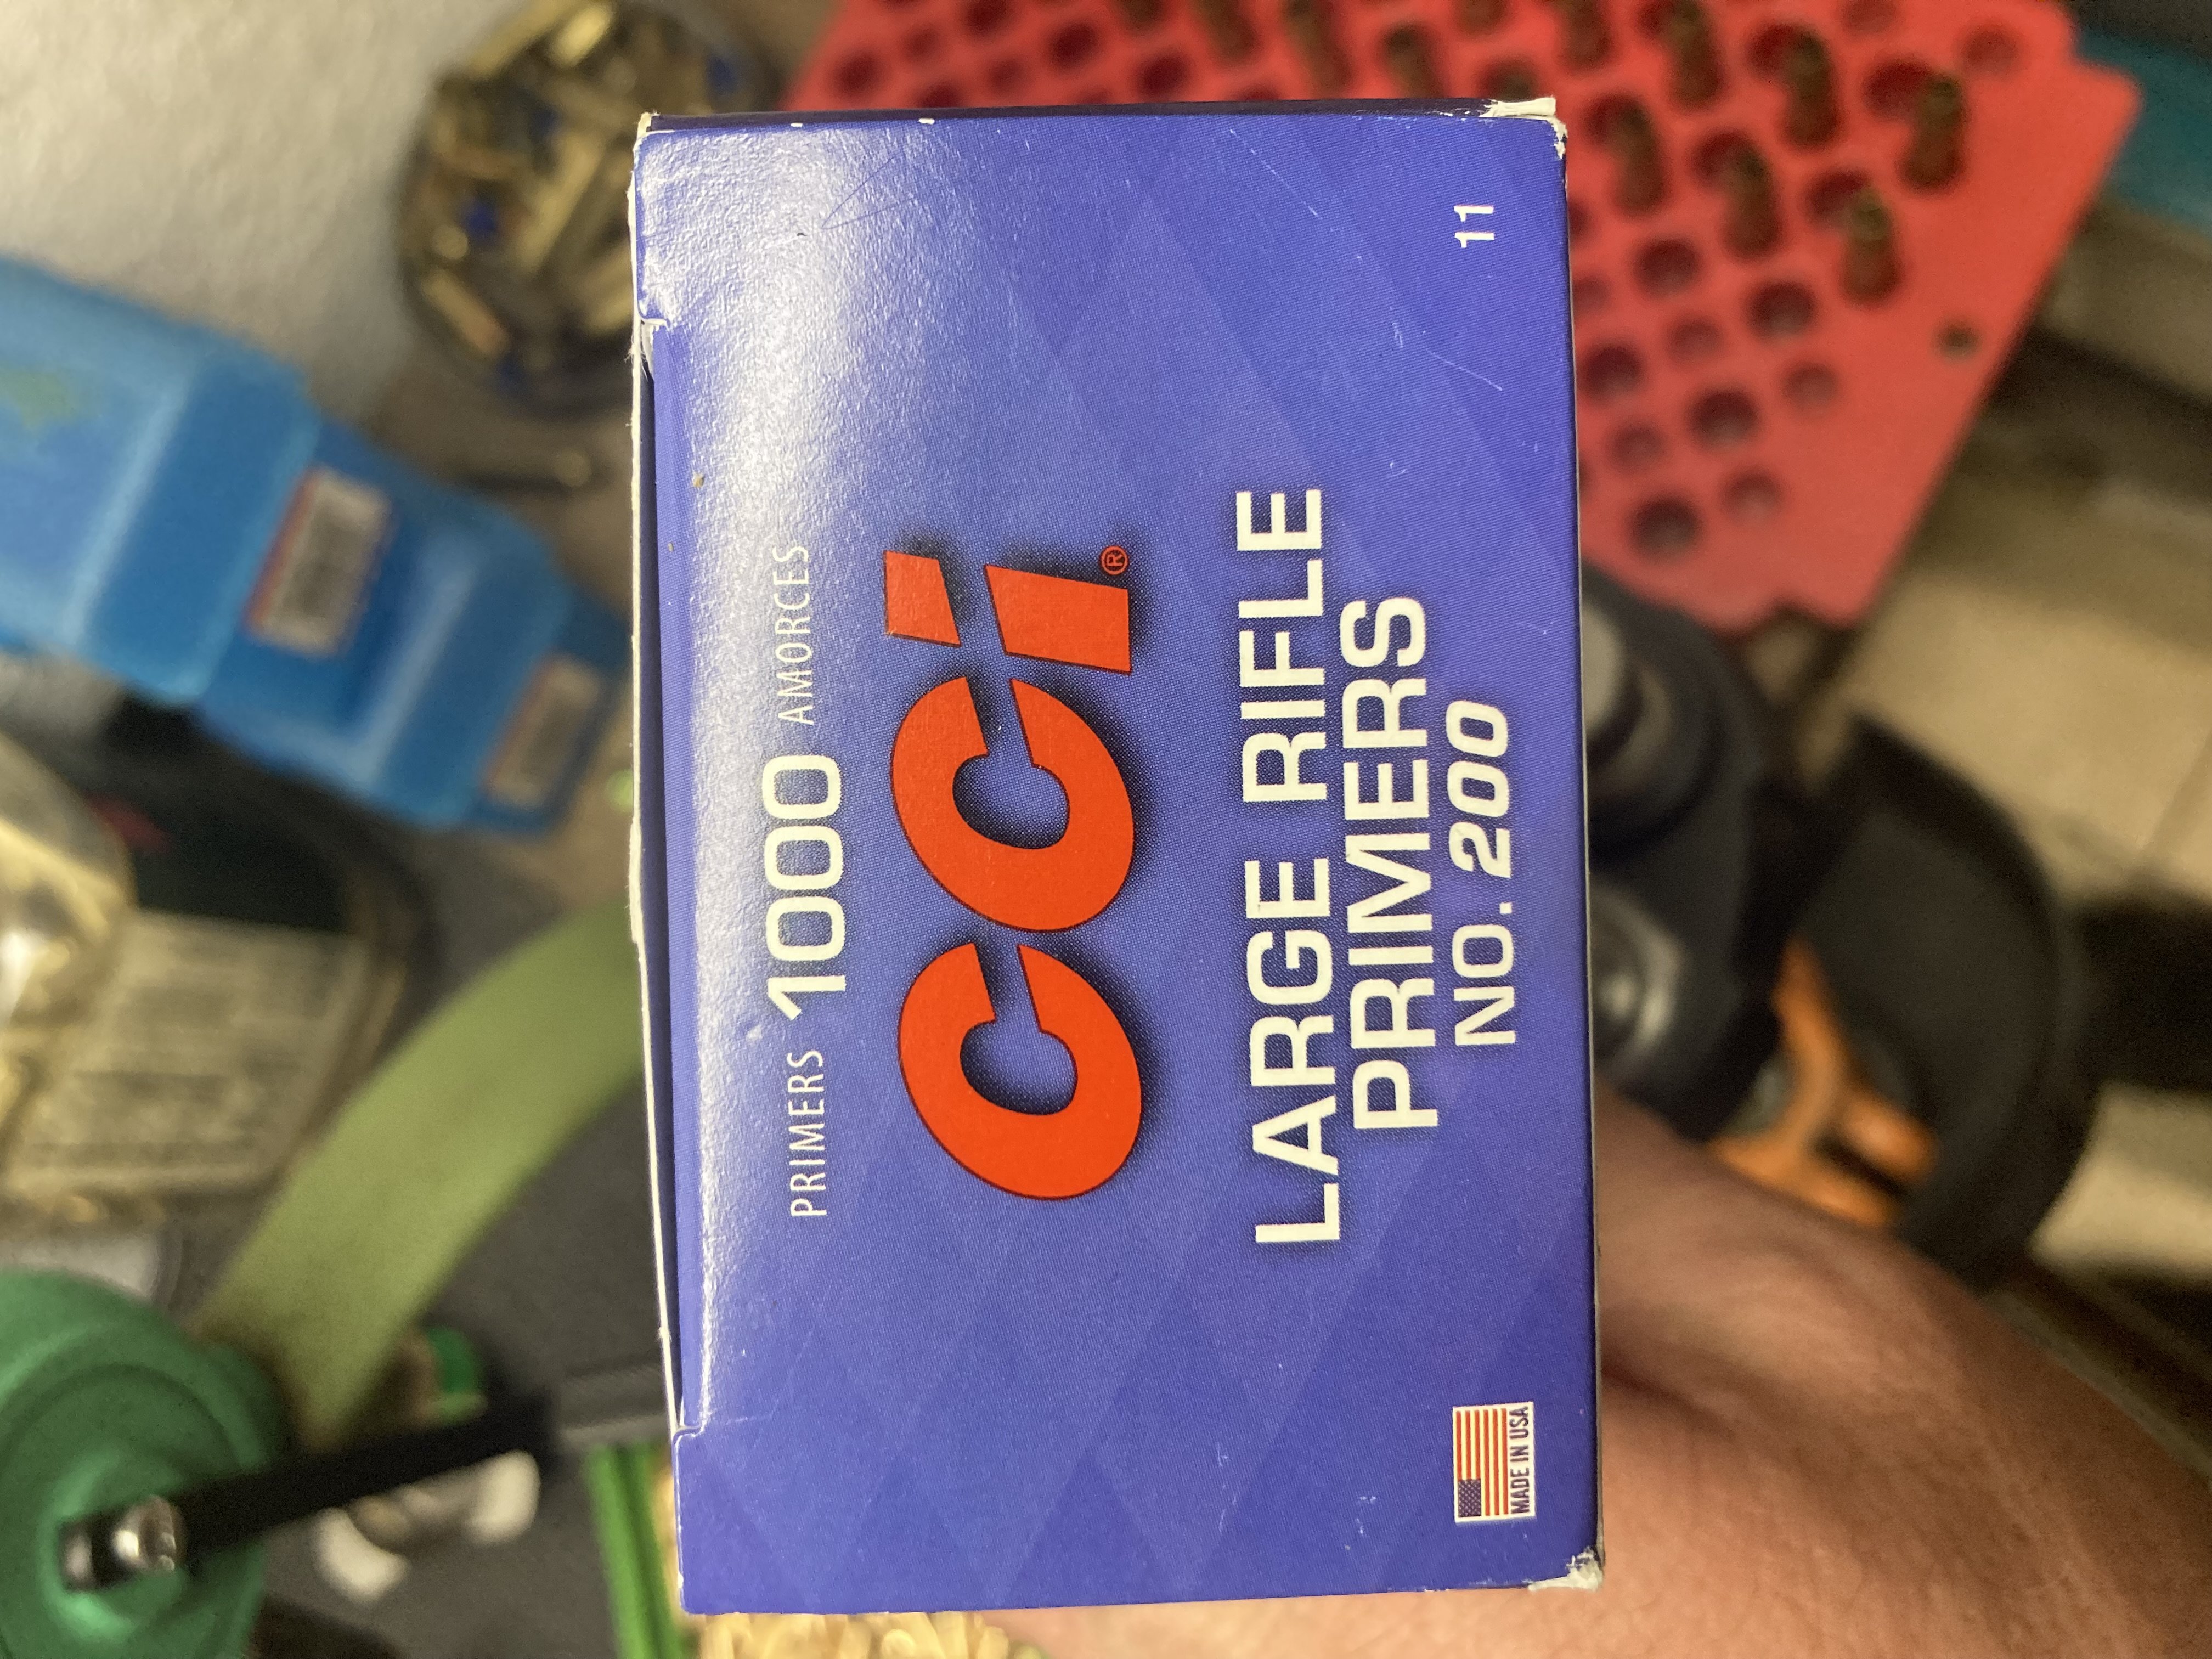 PRIMERS 1000 AMORCES
CCI®
LARGE RIFLE
PRIMERS
NO. 200
MADE IN USA
11